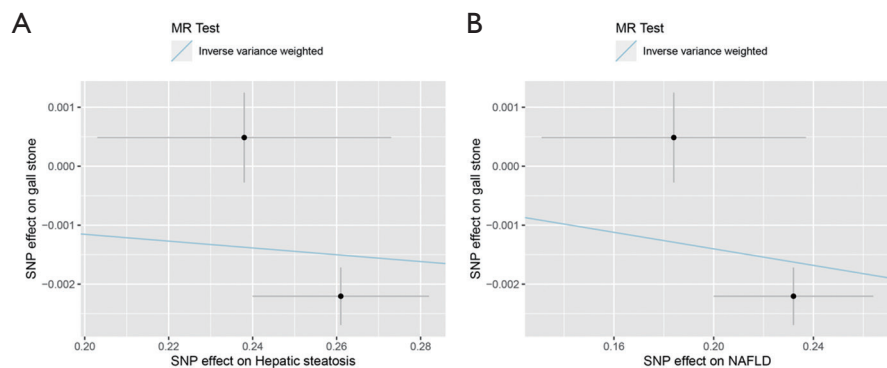 A
MR Test
Inverse variance weighted
0.001
0.000
−0.001
−0.002
SNP effect on gall stone
0.20
0.22
0.24
0.26
0.28
SNP effect on Hepatic steatosis
B
MR Test
Inverse variance weighted
0.001
0.000
−0.001
−0.002
SNP effect on gall stone
0.16
0.20
0.24
SNP effect on NAFLD